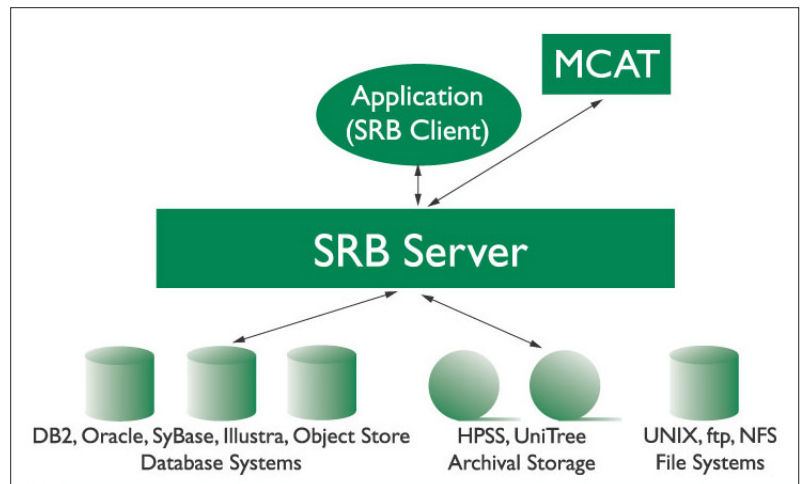 MCAT
Application
(SRB Client)
SRB Server
DB2, Oracle, SyBase, Illustra, Object Store
Database Systems
HPSS, UniTree
Archival Storage
UNIX, ftp, NFS
File Systems